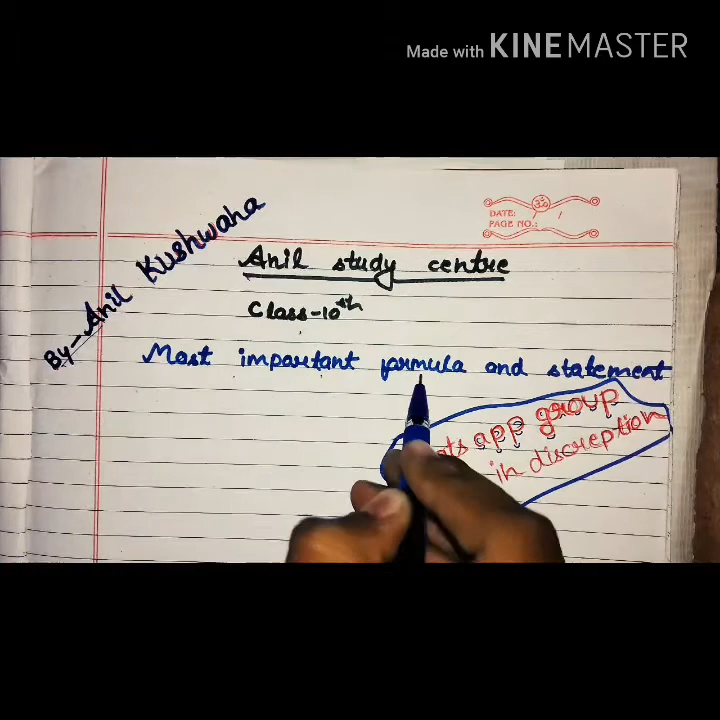 Made with KINEMASTER
DATE: / /
PAGE NO.:
By- Anil Kushwaha
Anil study centre
Class-10th
Most important formula and statement
app group
in discreption